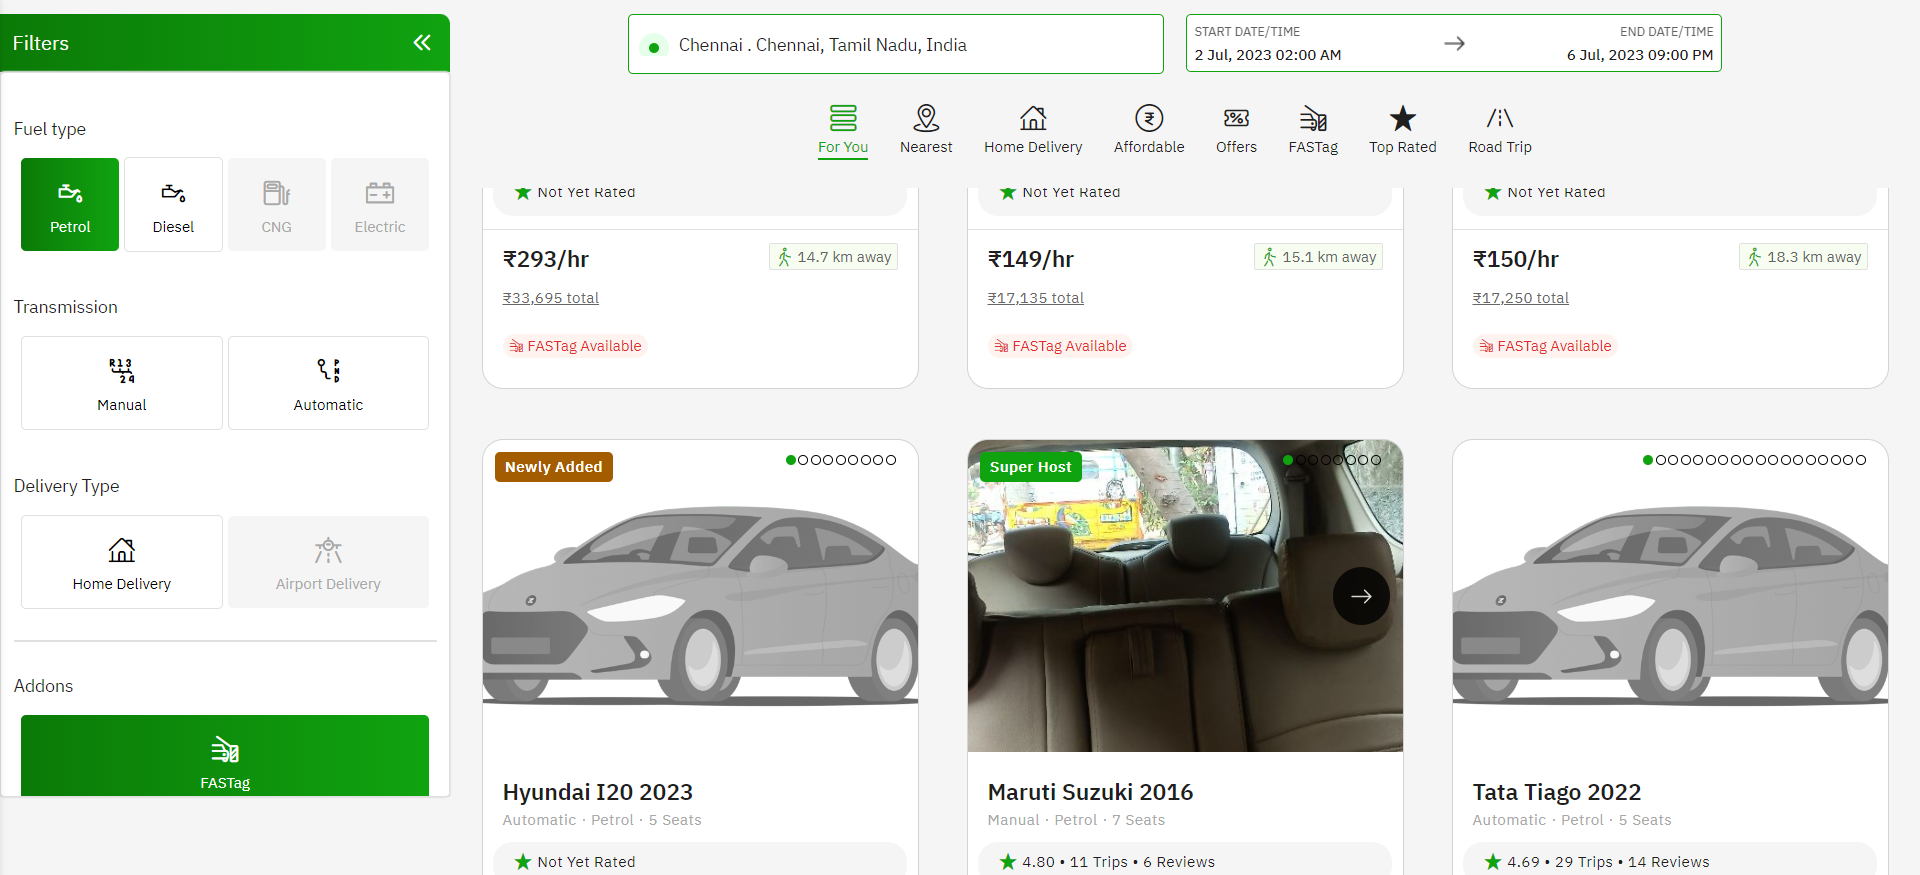 Filters
Chennai . Chennai, Tamil Nadu, India
START DATE/TIME
2 Jul, 2023 02:00 AM
END DATE/TIME
6 Jul, 2023 09:00 PM
For You
Nearest
Home Delivery
Affordable
Offers
FASTag
Top Rated
Road Trip
Fuel type
Petrol
Diesel
CNG
Electric
Transmission
R 1 3
2 4
Manual
P
N
D
Automatic
Delivery Type
Home Delivery
Airport Delivery
Addons
FASTag
Not Yet Rated
₹293/hr
14.7 km away
₹33,695 total
FASTag Available
Not Yet Rated
₹149/hr
15.1 km away
₹17,135 total
FASTag Available
Not Yet Rated
₹150/hr
18.3 km away
₹17,250 total
FASTag Available
Newly Added
Hyundai I20 2023
Automatic · Petrol · 5 Seats
Not Yet Rated
Super Host
Maruti Suzuki 2016
Manual · Petrol · 7 Seats
4.80 • 11 Trips • 6 Reviews
Tata Tiago 2022
Automatic · Petrol · 5 Seats
4.69 • 29 Trips • 14 Reviews